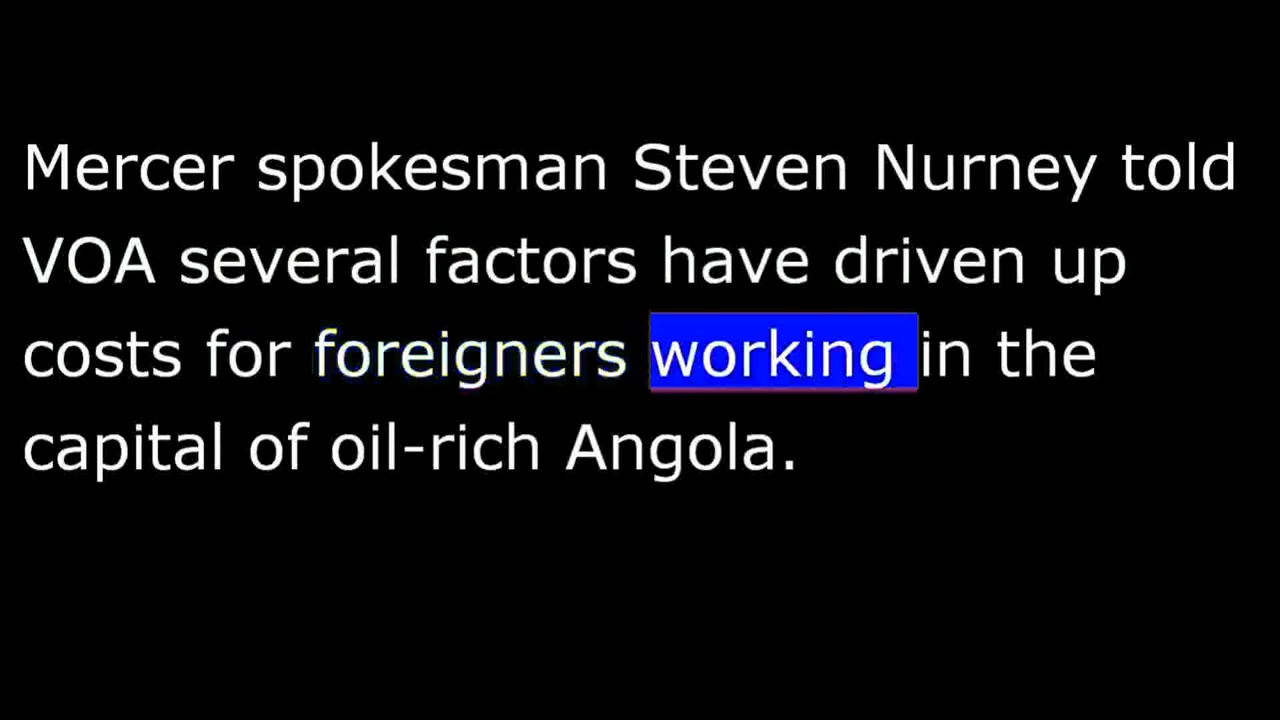 Mercer spokesman Steven Nurney told
VOA several factors have driven up
costs for foreigners working in the
capital of oil-rich Angola.